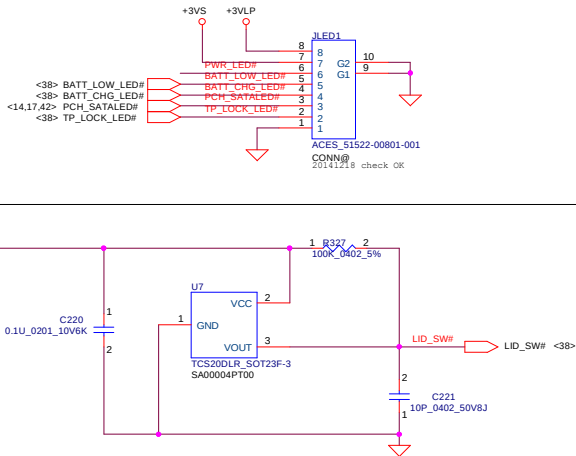 +3VS
+3VLP
JLED1
8
8
7
7
G2
10
PWR_LED#
6
6
G1
9
BATT_LOW_LED#
<38> BATT_LOW_LED#
5
5
BATT_CHG_LED#
<38> BATT_CHG_LED#
4
4
PCH_SATALED#
<14,17,42> PCH_SATALED#
3
3
TP_LOCK_LED#
<38> TP_LOCK_LED#
2
2
1
1
ACES_51522-00801-001
CONN@
20141218 check OK
1
R327
2
100K_0402_5%
U7
VCC
2
C220
1
0.1U_0201_10V6K
2
1
GND
VOUT
3
LID_SW#
LID_SW# <38>
TCS20DLR_SOT23F-3
SA00004PT00
2
C221
10P_0402_50V8J
1